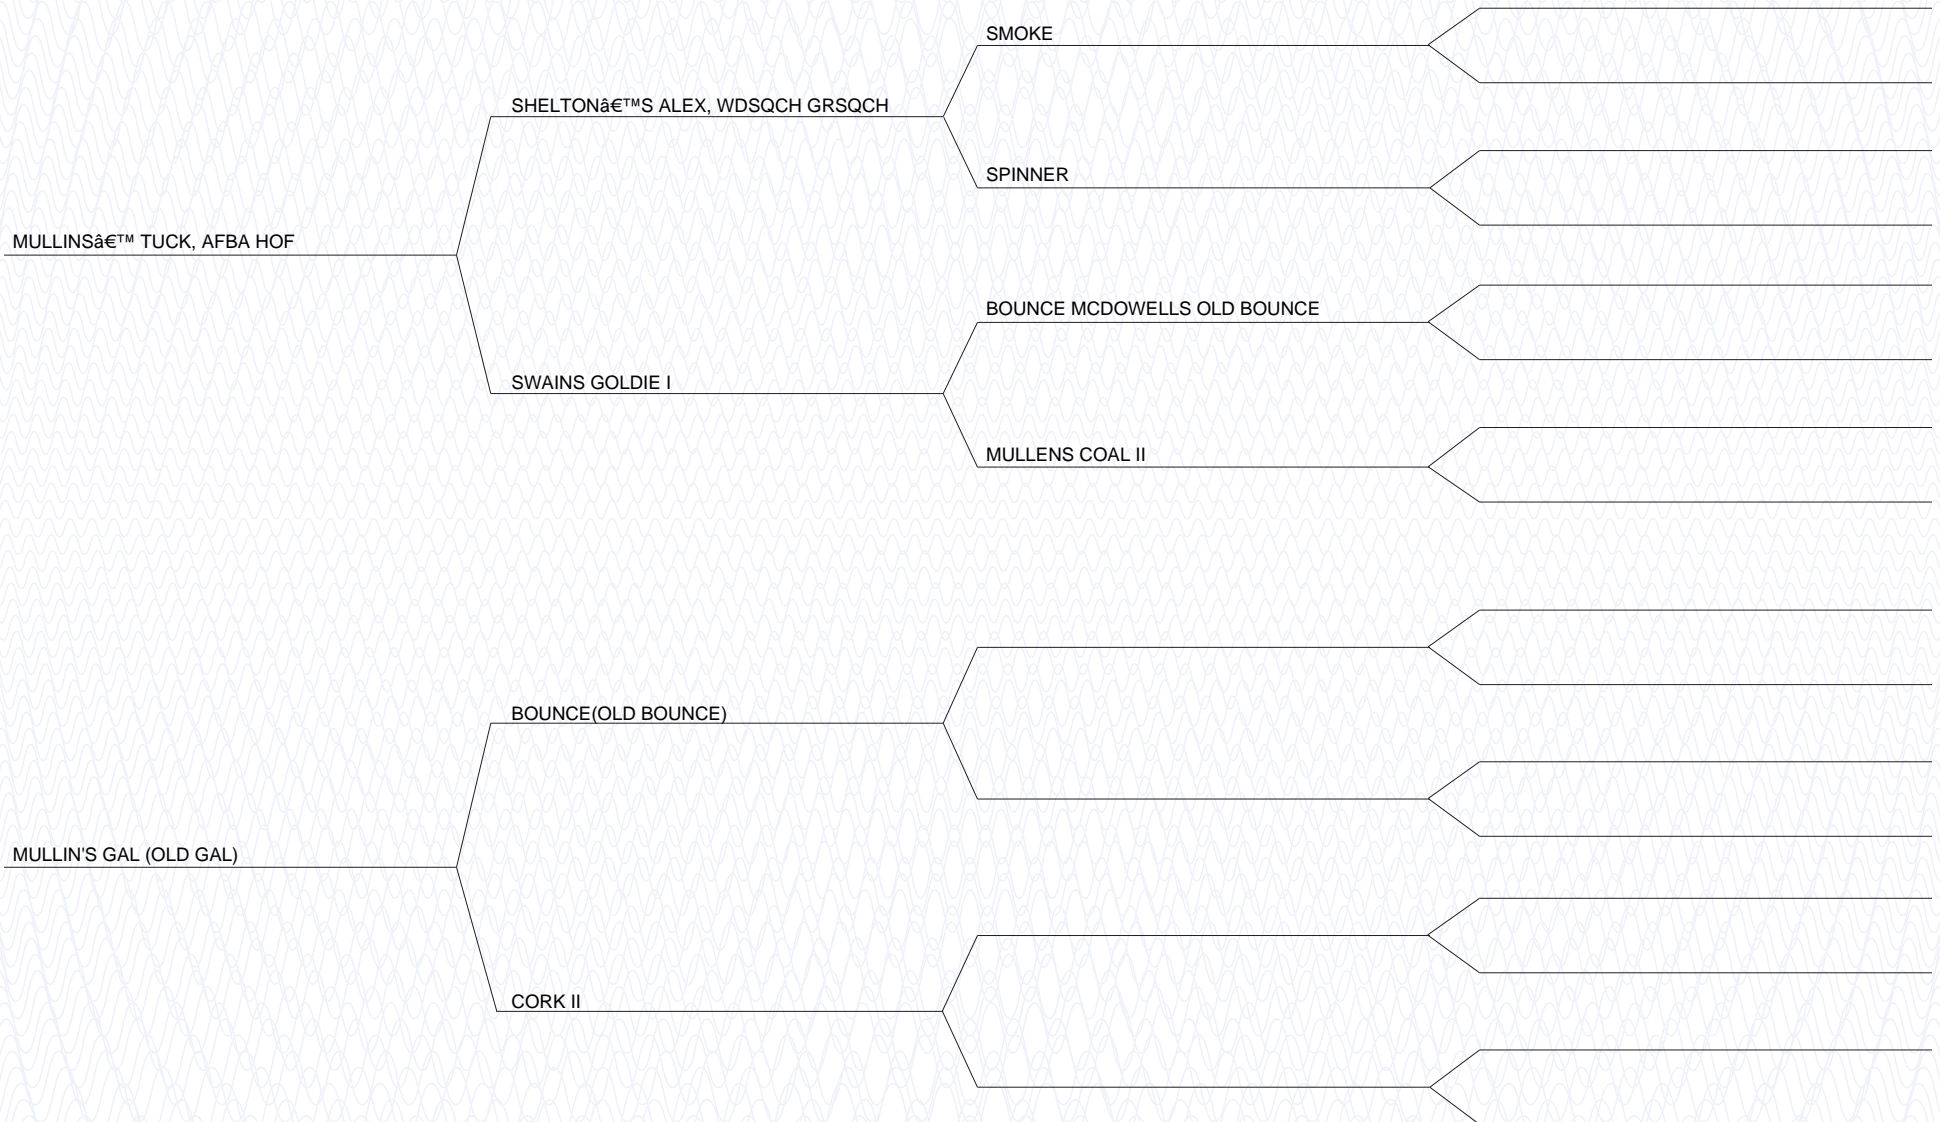 SMOKE
SHELTONâ€™S ALEX, WDSQCH GRSQCH
SPINNER
MULLINSâ€™ TUCK, AFBA HOF
BOUNCE MCDOWELLS OLD BOUNCE
SWAINS GOLDIE I
MULLENS COAL II
BOUNCE(OLD BOUNCE)
MULLIN'S GAL (OLD GAL)
CORK II